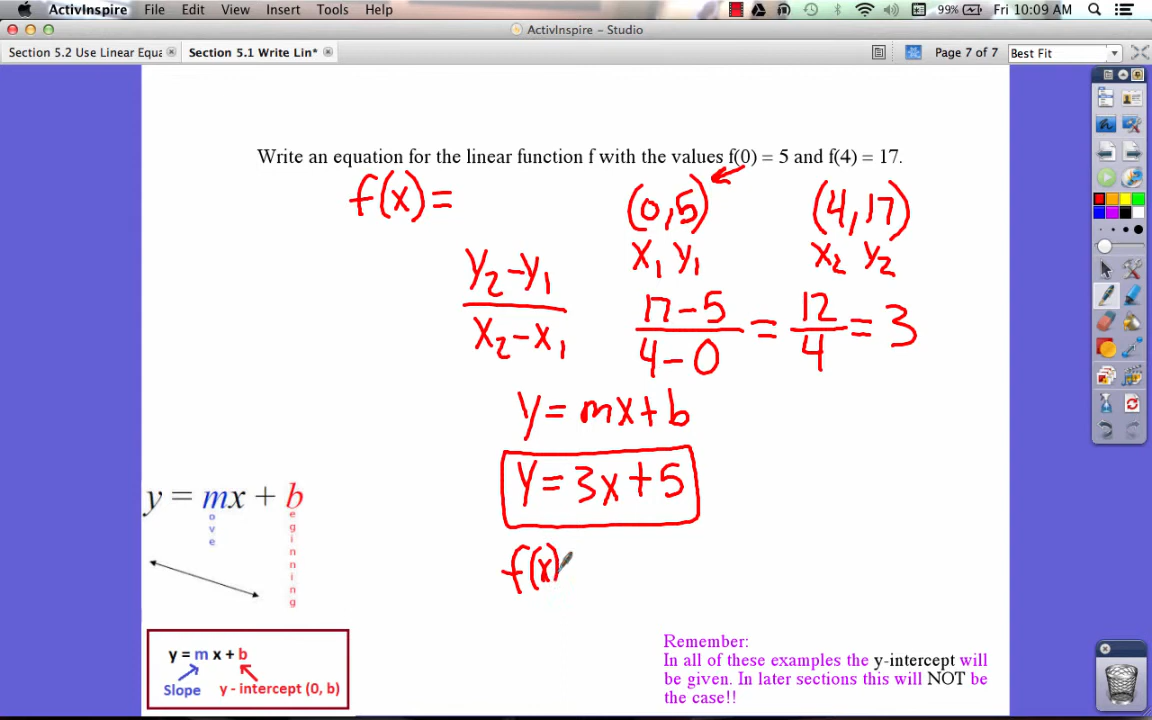 ActivInspire File Edit View Insert Tools Help 99% Fri 10:09 AM
ActivInspire - Studio
Section 5.2 Use Linear Equa Section 5.1 Write Lin* Page 7 of 7 Best Fit
Write an equation for the linear function f with the values f(0) = 5 and f(4) = 17.
f(x) = (0,5) (4,17)
x₁ y₁ x₂ y₂
y₂-y₁ / x₂-x₁ 17-5 / 4-0 = 12/4 = 3
y = mx+b
y = 3x+5
f(x)
y = mx + b
move
beginning
y = m x + b
Slope y - intercept (0, b)
Remember:
In all of these examples the y-intercept will
be given. In later sections this will NOT be
the case!!